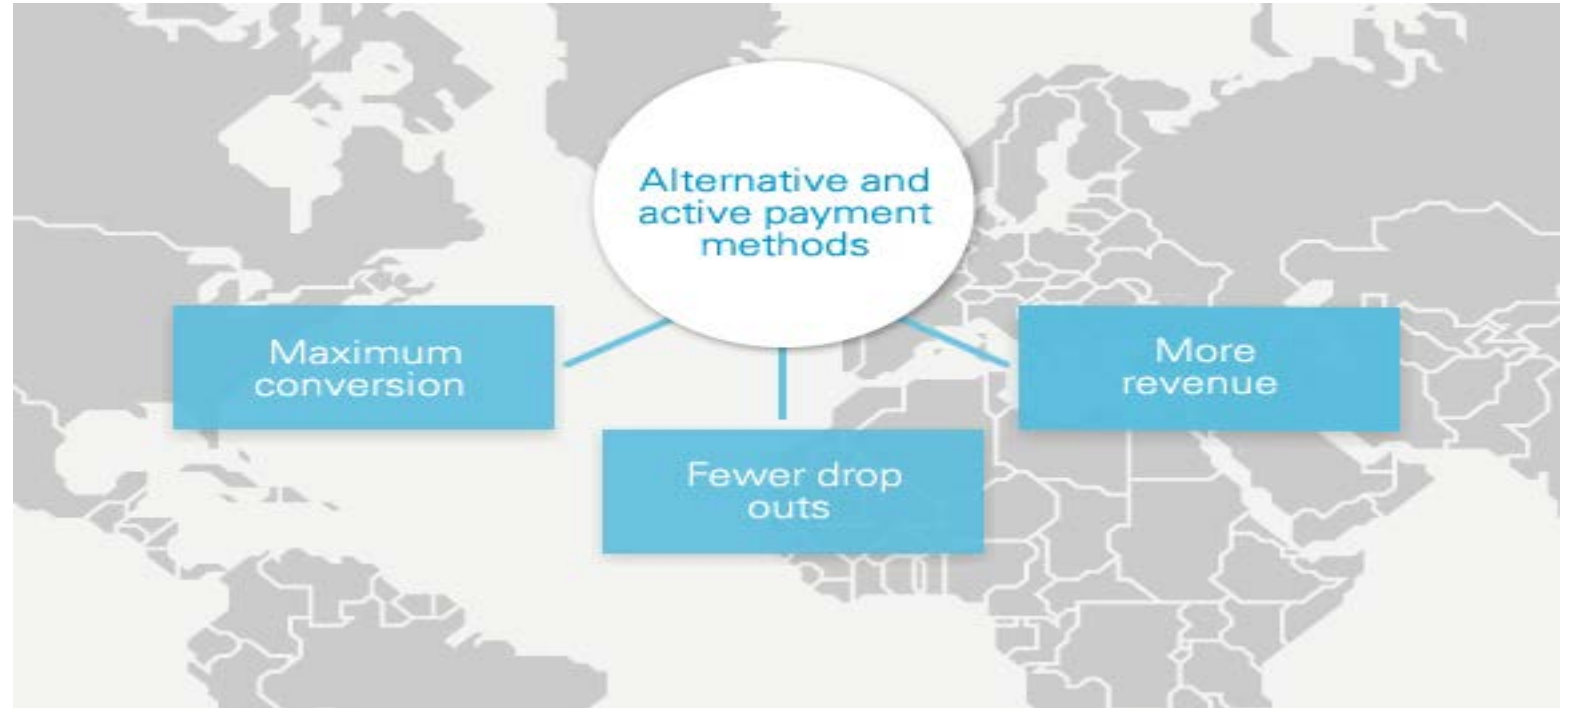 Alternative and
active payment
methods
Maximum
conversion
Fewer drop
outs
More
revenue